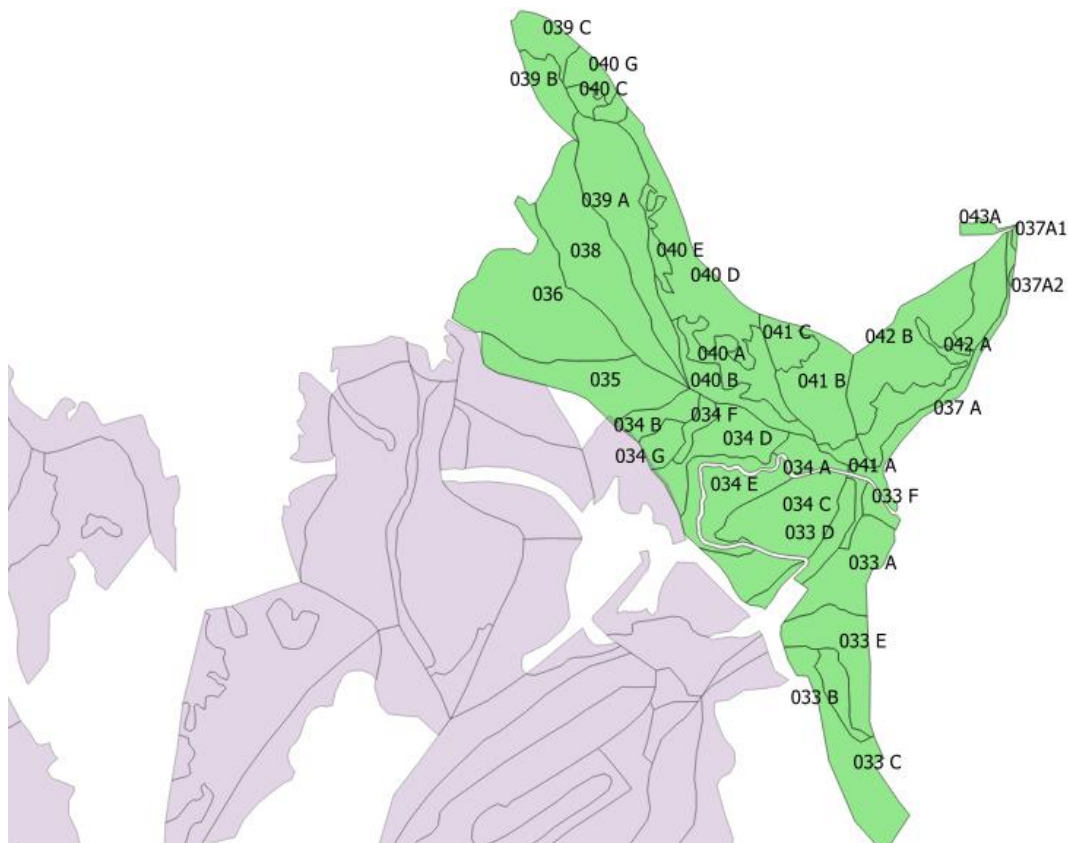 039 C
040 G
039 B
040 C
039 A
043A
037A1
038
040 E
040 D
037A2
036
041 C
042 B
042 A
040 A
035
040 B
041 B
037 A
034 F
034 B
034 D
034 G
034 A
041 A
034 E
033 F
034 C
033 D
033 A
033 E
033 B
033 C